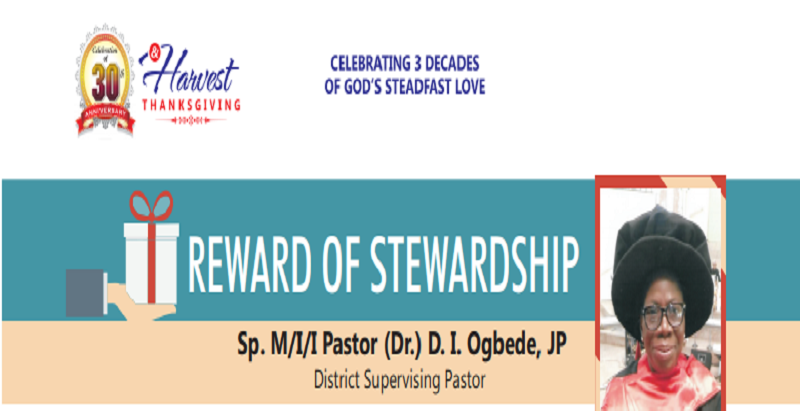 Celebration
of
30th
ANNIVERSARY
& Harvest
THANKSGIVING
CELEBRATING 3 DECADES
OF GOD'S STEADFAST LOVE
REWARD OF STEWARDSHIP
Sp. M/I/I Pastor (Dr.) D. I. Ogbede, JP
District Supervising Pastor